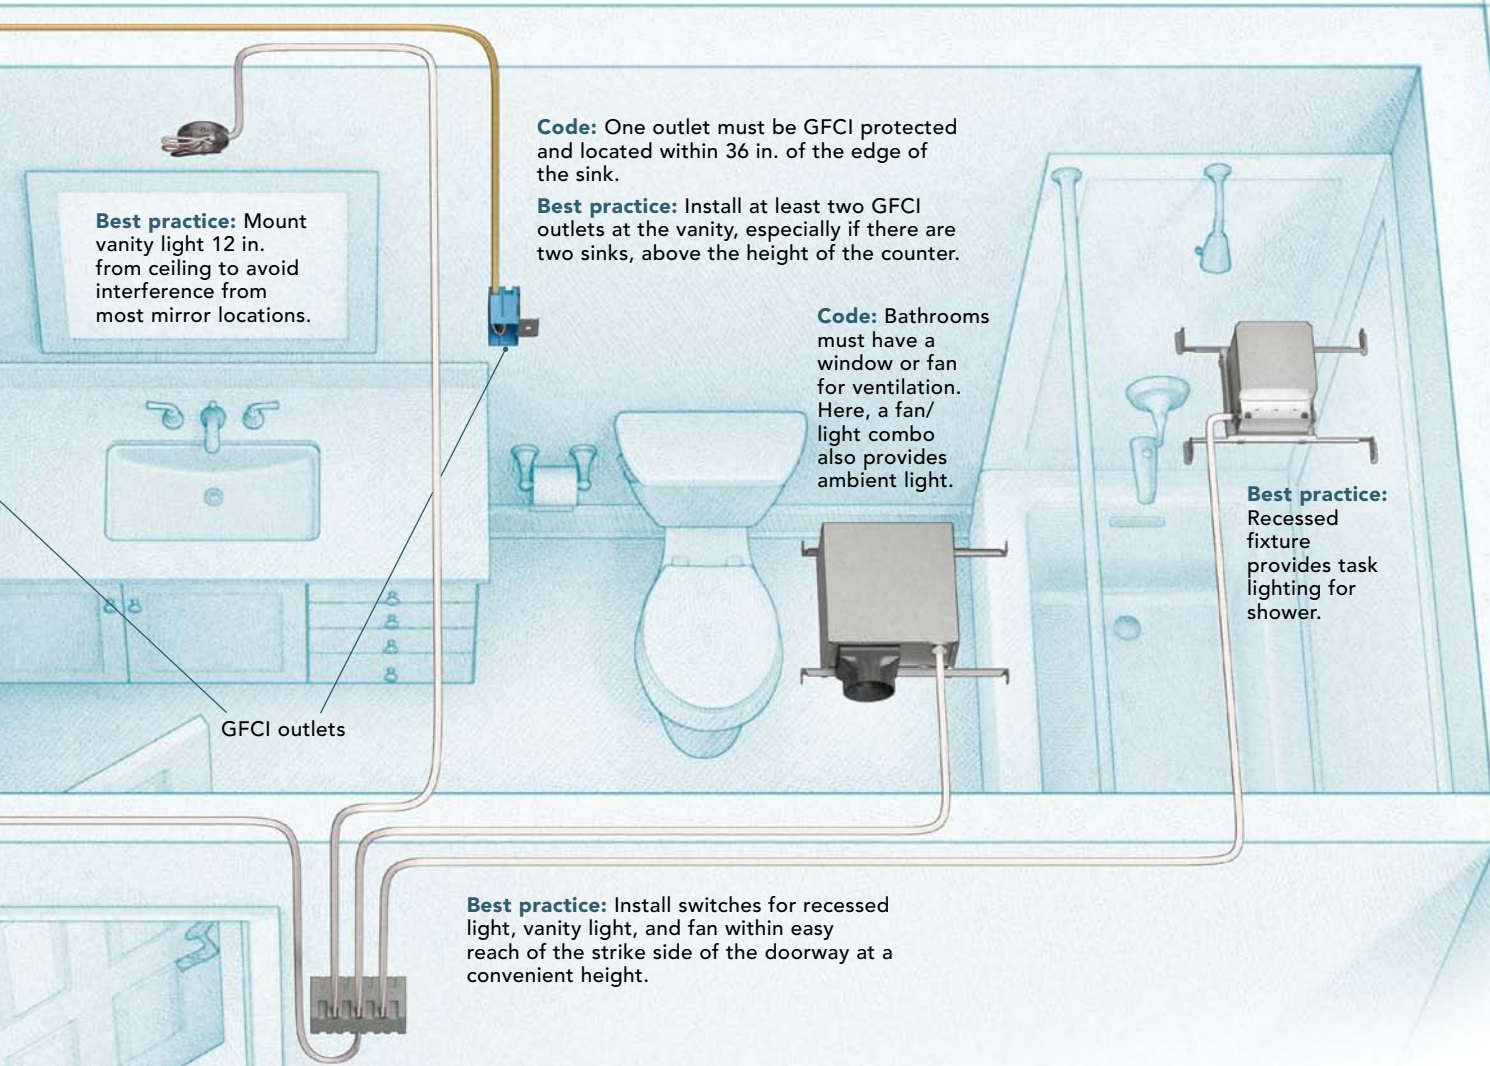 Code: One outlet must be GFCI protected
and located within 36 in. of the edge of
the sink.
Best practice: Install at least two GFCI
outlets at the vanity, especially if there are
two sinks, above the height of the counter.
Best practice: Mount
vanity light 12 in.
from ceiling to avoid
interference from
most mirror locations.
Code: Bathrooms
must have a
window or fan
for ventilation.
Here, a fan/
light combo
also provides
ambient light.
Best practice:
Recessed
fixture
provides task
lighting for
shower.
GFCI outlets
Best practice: Install switches for recessed
light, vanity light, and fan within easy
reach of the strike side of the doorway at a
convenient height.